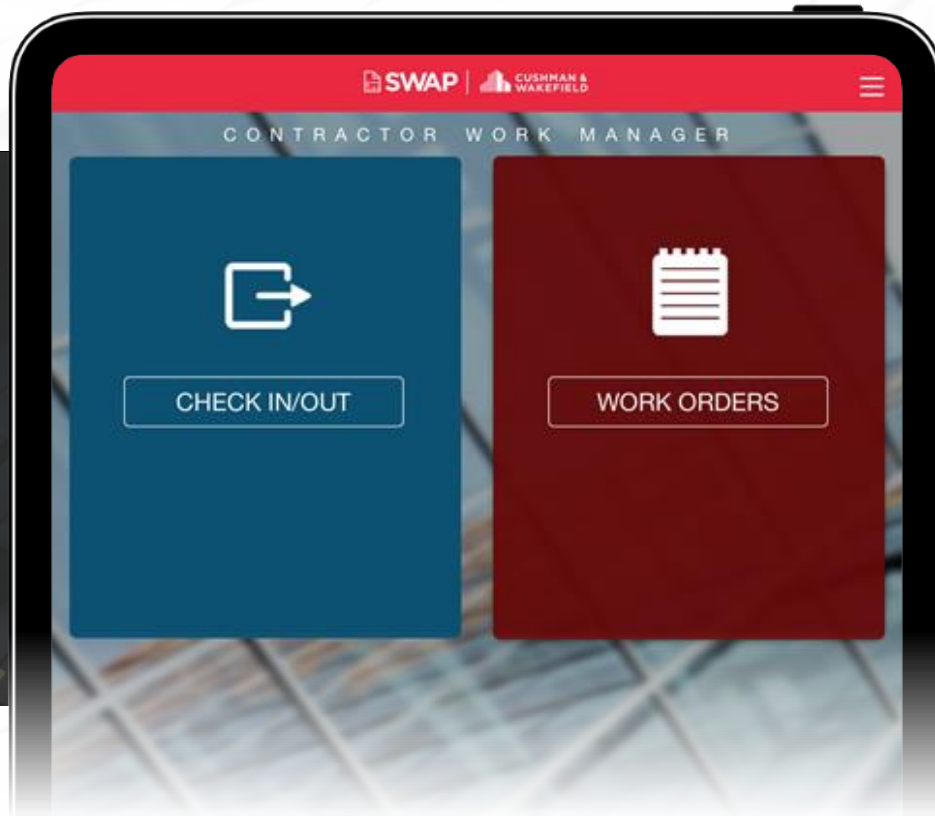 SWAP | CUSHMAN & WAKEFIELD
CONTRACTOR WORK MANAGER
CHECK IN/OUT
WORK ORDERS